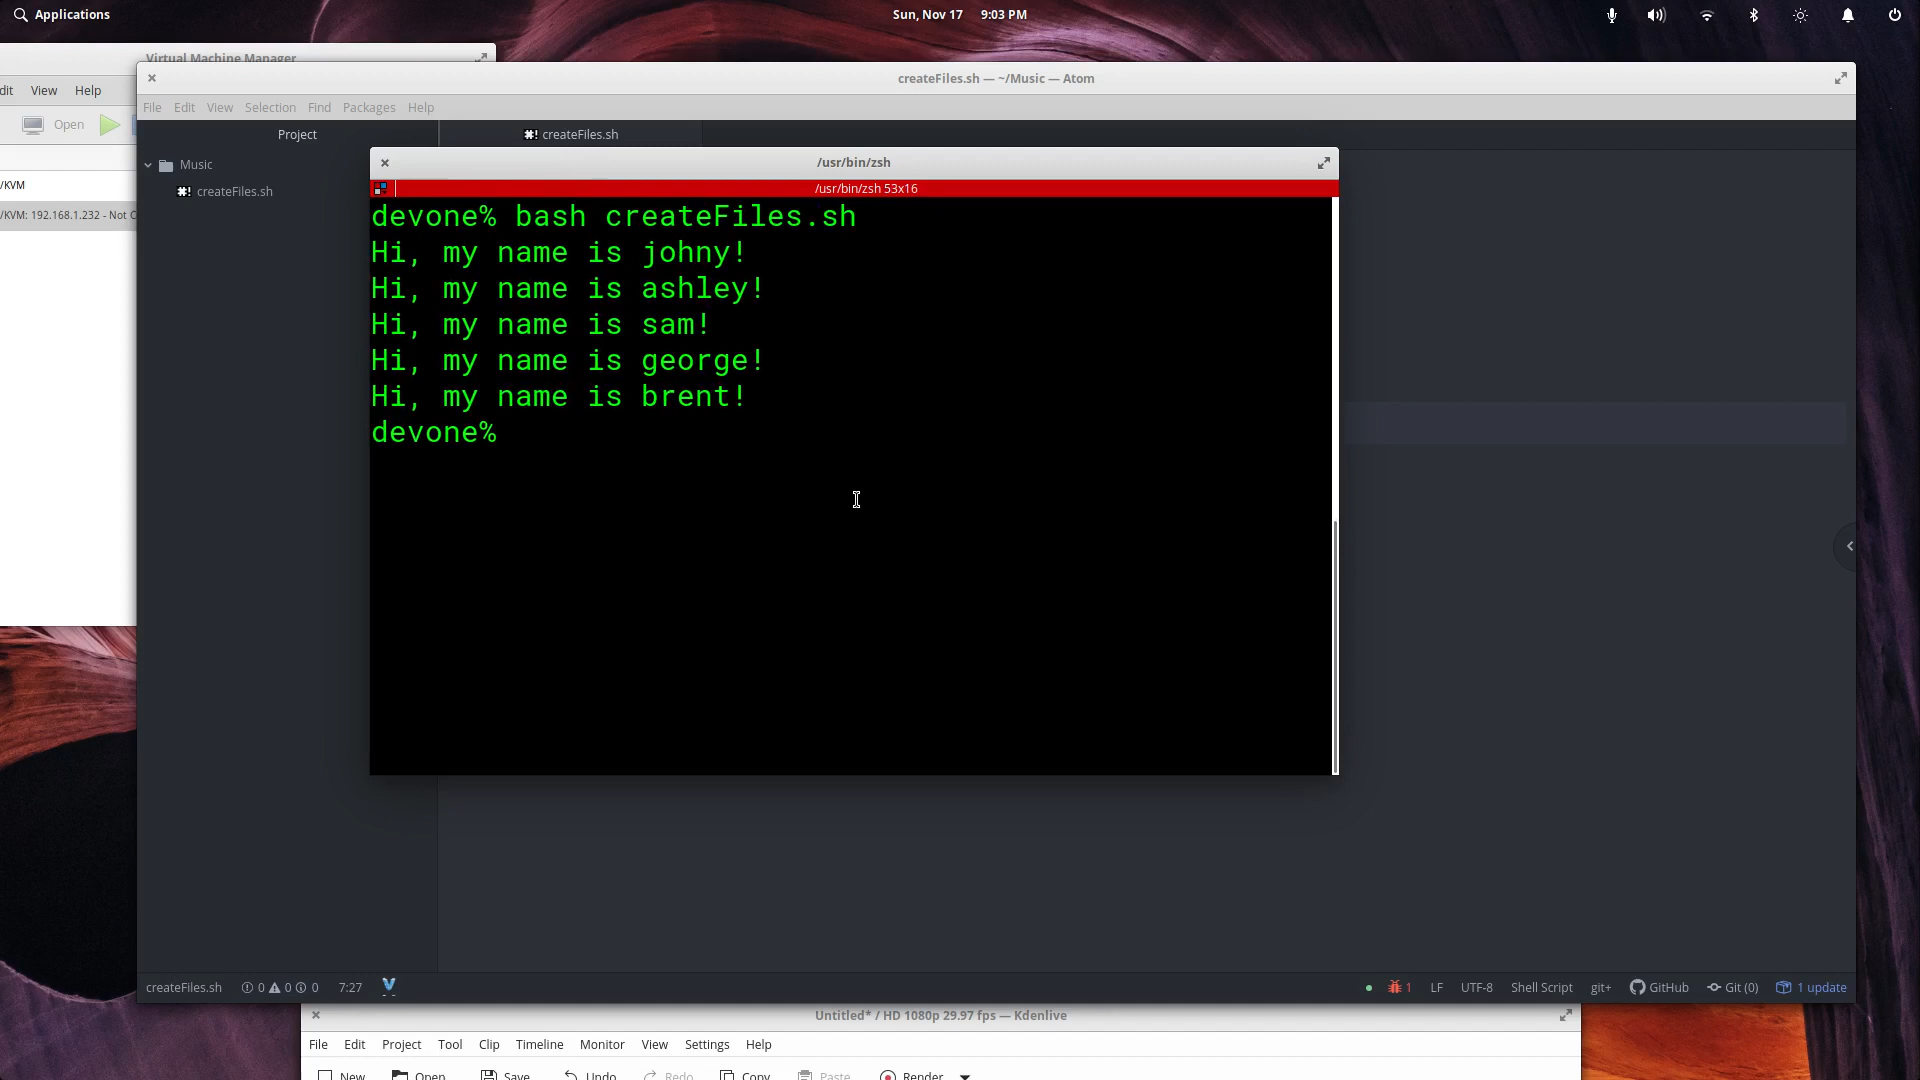 Applications
Sun, Nov 17 9:03 PM
Virtual Machine Manager
dit View Help
Open
/KVM
/KVM: 192.168.1.232 - Not C
createFiles.sh — ~/Music — Atom
File Edit View Selection Find Packages Help
Project
createFiles.sh
Music
createFiles.sh
/usr/bin/zsh
/usr/bin/zsh 53x16
devone% bash createFiles.sh
Hi, my name is johny!
Hi, my name is ashley!
Hi, my name is sam!
Hi, my name is george!
Hi, my name is brent!
devone%
createFiles.sh 0 0 0 7:27
1 LF UTF-8 Shell Script git+ GitHub Git (0) 1 update
Untitled* / HD 1080p 29.97 fps — Kdenlive
File Edit Project Tool Clip Timeline Monitor View Settings Help
New Open Save Undo Redo Copy Paste Render